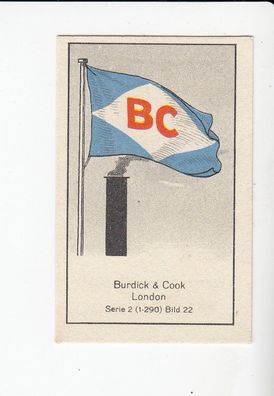 BC
Burdick & Cook
London
Serie 2 (1-290) Bild 22